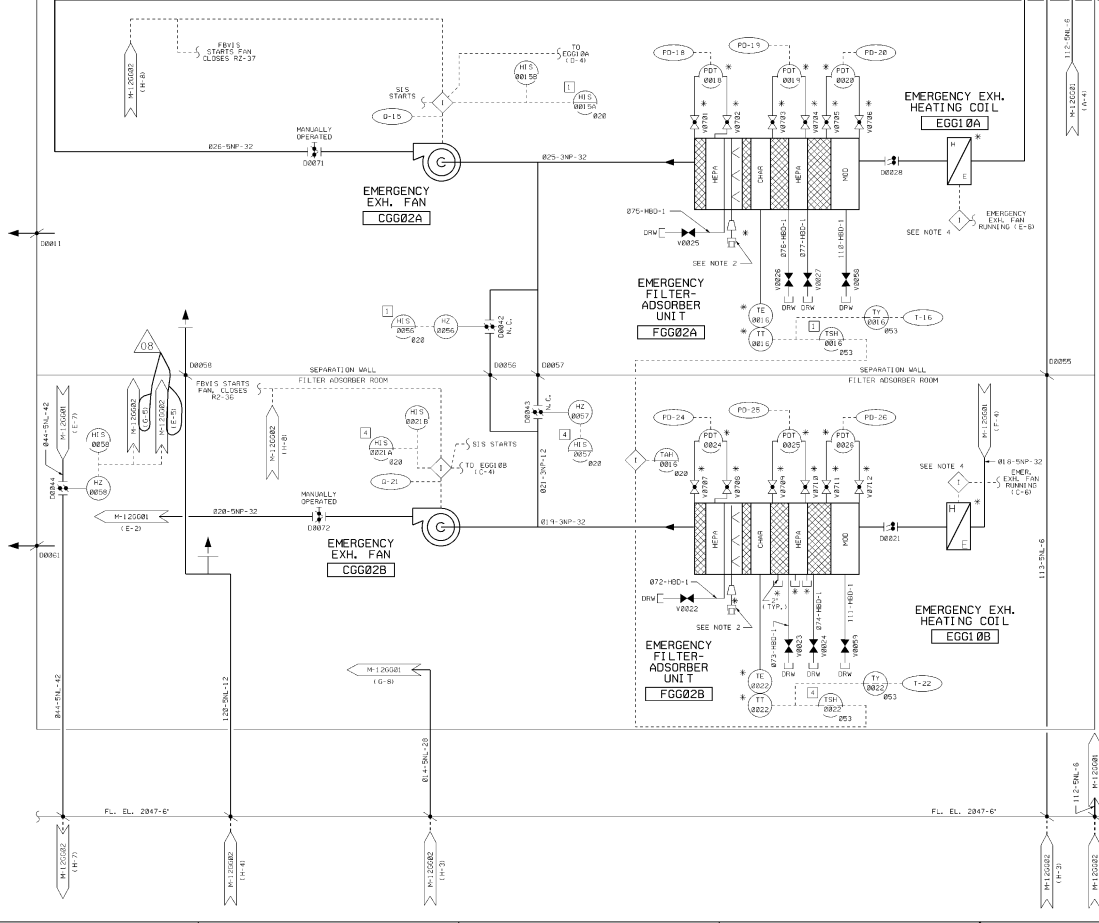 M-12GG02
(H-8)
FBVIS
STARTS FAN
CLOSES RZ-37
TO
EGG10A
(D-4)
HIS
0015B
SIS
STARTS
I
1
HIS
0015A
020
Q-15
MANUALLY
OPERATED
026-5NP-32
D0071
025-3NP-32
EMERGENCY
EXH. FAN
CGG02A
PD-18
PD-19
PD-20
PDT
0018
*
PDT
0019
*
PDT
0020
*
V0701
V0702
V0703
V0704
V0705
V0706
HEPA
CHAR
HEPA
MOD
D0028
EMERGENCY EXH.
HEATING COIL
EGG10A
H
E
*
112-5NL-6
M-12GG01
(A-4)
I
EMERGENCY
EXH. FAN
RUNNING (E-6)
SEE NOTE 4
075-HBD-1
DRW
V0025
SEE NOTE 2
076-HBD-1
077-HBD-1
110-HBD-1
V0026
V0027
V0058
DRW
DRW
EMERGENCY
FILTER-
ADSORBER
UNIT
FGG02A
TE
0016
TT
0016
1
TSH
0016
053
TY
0016
053
T-16
D0011
1
HIS
0056
020
HZ
0056
D0042
N.C.
08
D0058
D0056
D0057
D0055
SEPARATION WALL
FILTER ADSORBER ROOM
SEPARATION WALL
FILTER ADSORBER ROOM
044-5NL-42
M-12GG01
(E-7)
M-12GG02
(G-5)
M-12GG02
(E-5)
HIS
0058
HZ
0058
D0044
FBVIS STARTS
FAN, CLOSES
RZ-36
M-12GG02
(H-8)
HIS
0021B
4
HIS
0021A
020
I
SIS STARTS
TO EGG10B
(C-4)
Q-21
D0043
N.C.
HZ
0057
4
HIS
0057
020
021-3NP-12
MANUALLY
OPERATED
M-12GG01
(E-2)
020-5NP-32
D0072
019-3NP-32
EMERGENCY
EXH. FAN
CGG02B
I
TAH
0016
020
PD-24
PD-25
PD-26
PDT
0024
PDT
0025
PDT
0026
V0707
V0708
V0709
V0710
V0711
V0712
HEPA
CHAR
HEPA
MOD
D0021
M-12GG01
(F-4)
018-5NP-32
SEE NOTE 4
I
EMER.
EXH. FAN
RUNNING
(C-6)
H
E
*
EMERGENCY EXH.
HEATING COIL
EGG10B
D0061
072-HBD-1
DRW
V0022
SEE NOTE 2
2"
(TYP.)
073-HBD-1
074-HBD-1
111-HBD-1
V0023
V0024
V0059
DRW
DRW
DRW
EMERGENCY
FILTER-
ADSORBER
UNIT
FGG02B
TE
0022
TT
0022
4
TSH
0022
053
TY
0022
053
T-22
113-5NL-6
M-12GG01
(G-8)
044-5NL-42
120-5NL-12
014-5NL-28
112-5NL-6
M-12GG01
FL. EL. 2047-6"
FL. EL. 2047-6"
M-12GG02
(H-7)
M-12GG02
(H-4)
M-12GG02
(H-3)
M-12GG02
(H-3)
M-12GG02